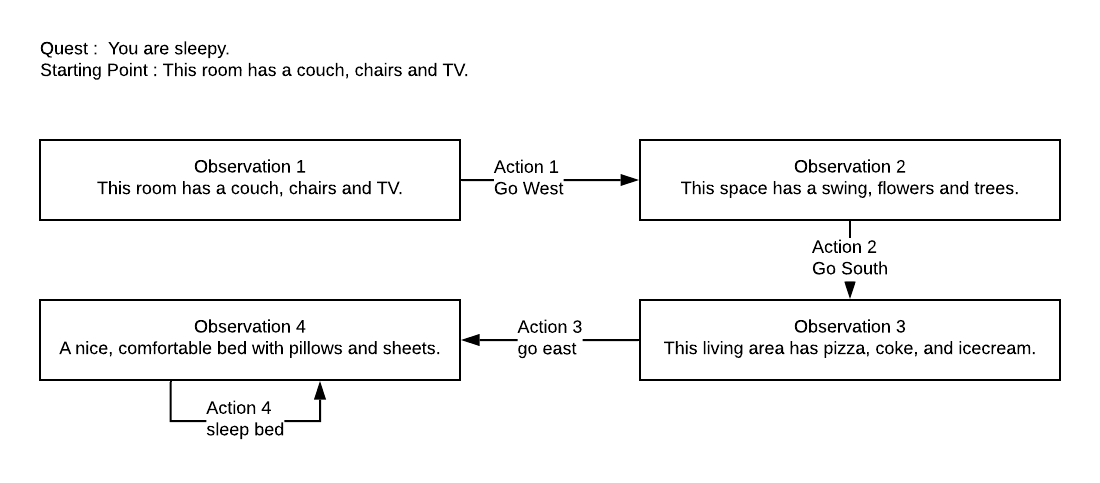 Quest :  You are sleepy.
Starting Point : This room has a couch, chairs and TV.
Observation 1
This room has a couch, chairs and TV.
Action 1
Go West
Observation 2
This space has a swing, flowers and trees.
Action 2
Go South
Observation 3
This living area has pizza, coke, and icecream.
Action 3
go east
Observation 4
A nice, comfortable bed with pillows and sheets.
Action 4
sleep bed